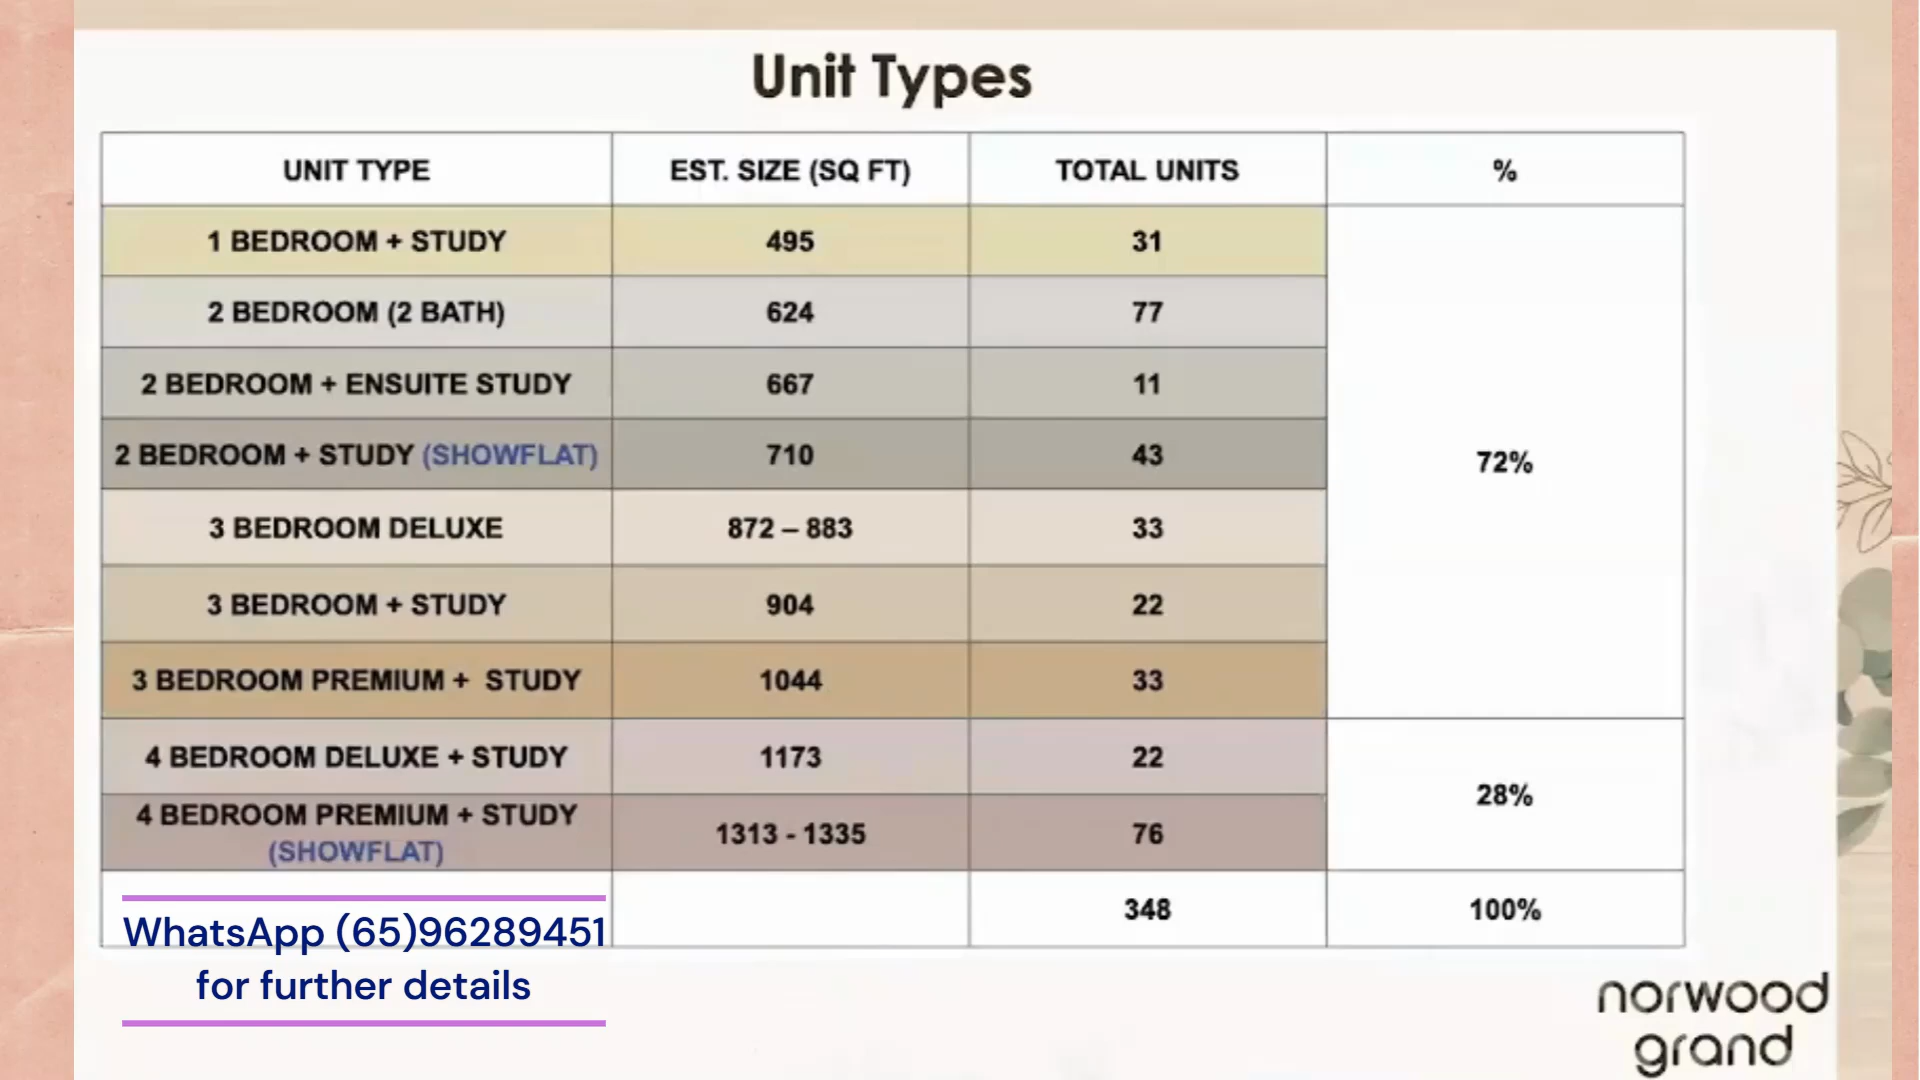 Unit Types
UNIT TYPE EST. SIZE (SQ FT) TOTAL UNITS %
1 BEDROOM + STUDY 495 31
2 BEDROOM (2 BATH) 624 77
2 BEDROOM + ENSUITE STUDY 667 11
2 BEDROOM + STUDY (SHOWFLAT) 710 43
72%
3 BEDROOM DELUXE 872 – 883 33
3 BEDROOM + STUDY 904 22
3 BEDROOM PREMIUM + STUDY 1044 33
4 BEDROOM DELUXE + STUDY 1173 22
28%
4 BEDROOM PREMIUM + STUDY
(SHOWFLAT) 1313 - 1335 76
348 100%
WhatsApp (65)96289451
for further details
norwood
grand